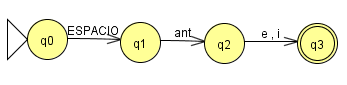 q0 ESPACIO q1 ant q2 e , i q3